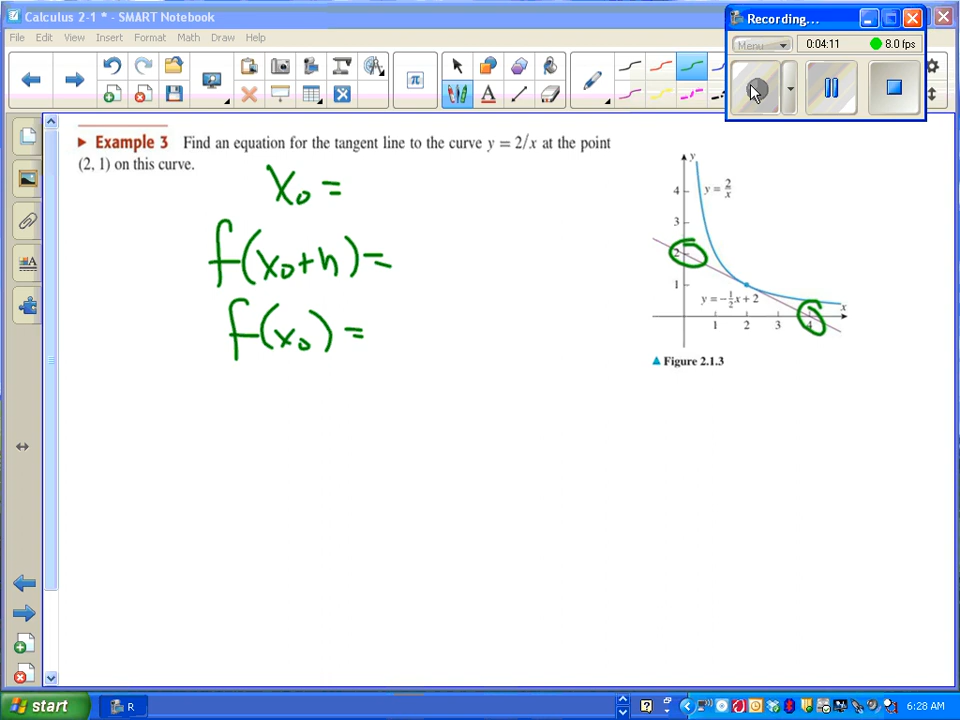 Calculus 2-1 * - SMART Notebook
Recording...
File Edit View Insert Format Math Draw Help
Menu
0:04:11
8.0 fps
π
A
► Example 3 Find an equation for the tangent line to the curve y = 2/x at the point
(2, 1) on this curve.
x₀ =
f(x₀+h)=
f(x₀) =
y
4
y = 2/x
3
2
1
y = -1/2x + 2
x
1 2 3 4
▲ Figure 2.1.3
start
R
6:28 AM